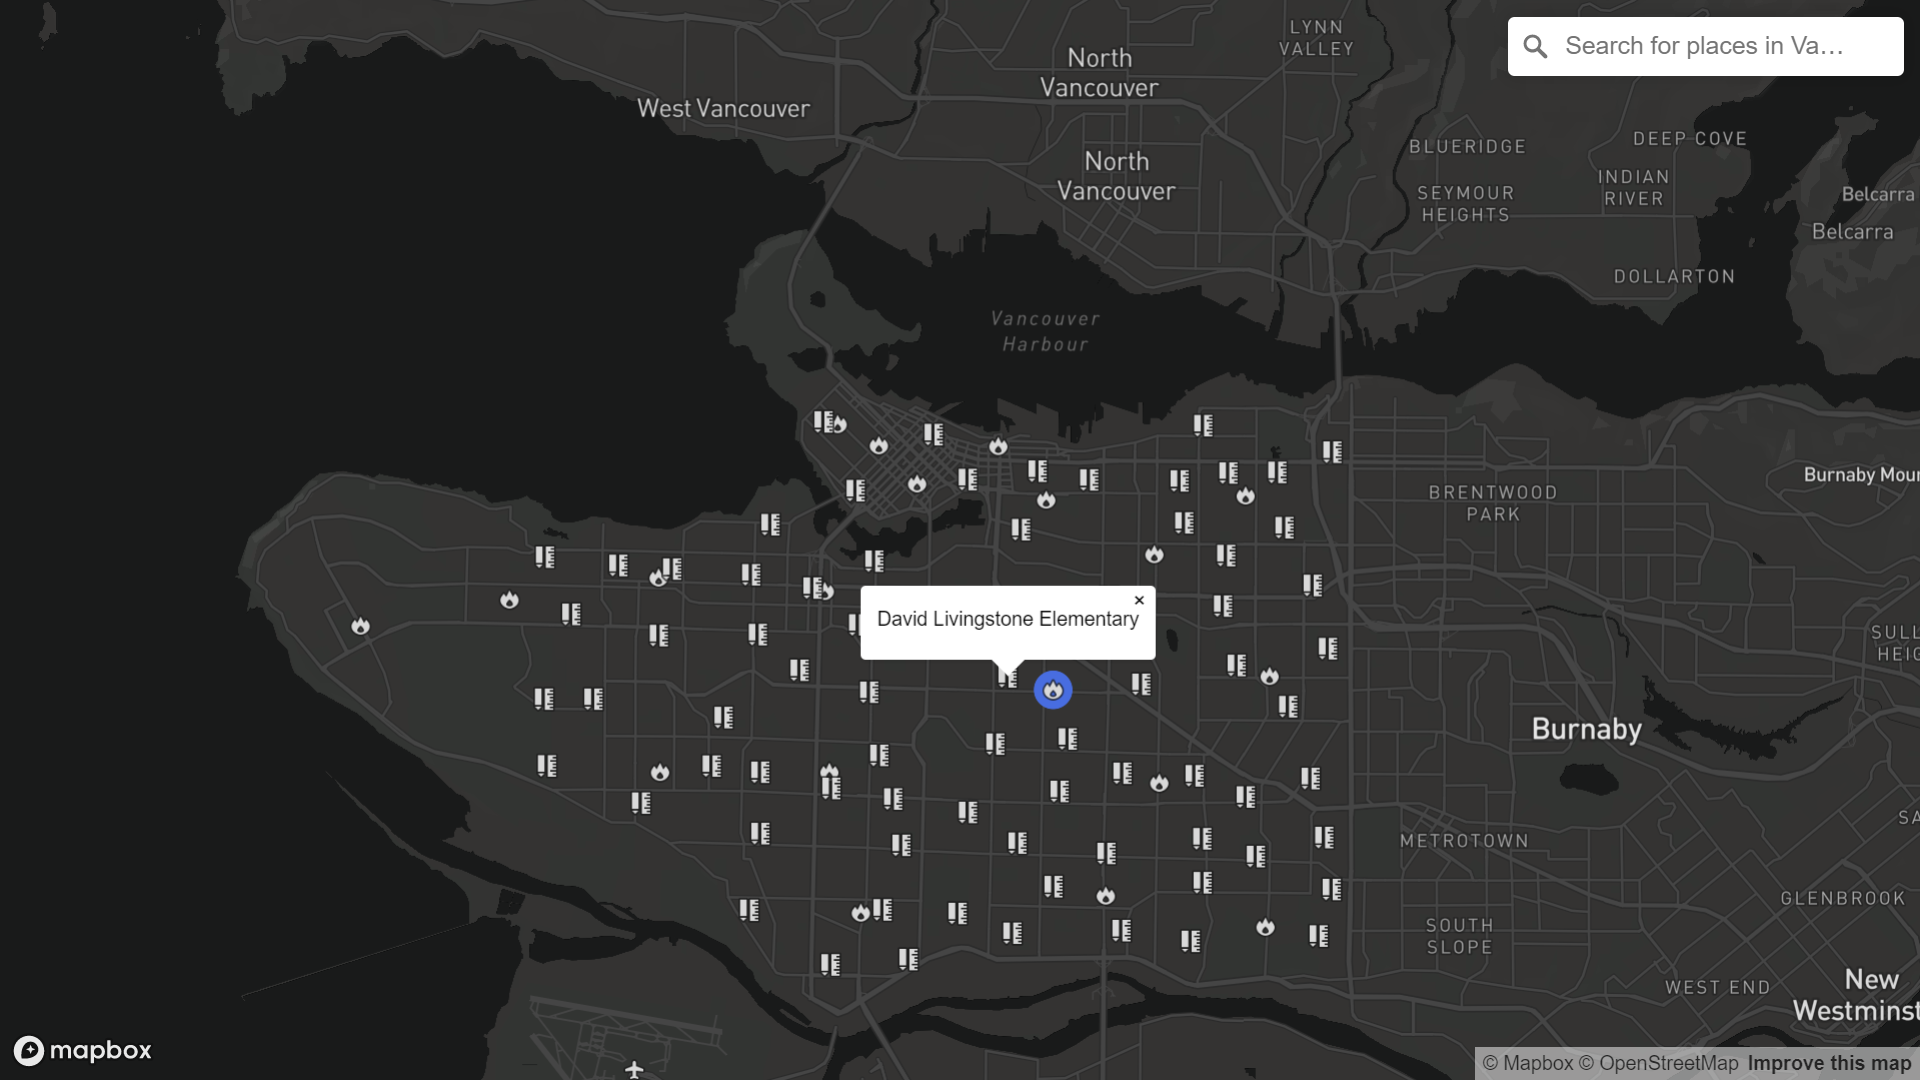 LYNN
VALLEY
Search for places in Va...
North
Vancouver
West Vancouver
North
Vancouver
BLUERIDGE
DEEP COVE
INDIAN
RIVER
SEYMOUR
HEIGHTS
Belcarra
Belcarra
DOLLARTON
Vancouver
Harbour
Burnaby Mour
BRENTWOOD
PARK
David Livingstone Elementary
×
SULL
HEIG
Burnaby
METROTOWN
SA
GLENBROOK
SOUTH
SLOPE
WEST END
New
Westminst
mapbox
© Mapbox © OpenStreetMap Improve this map